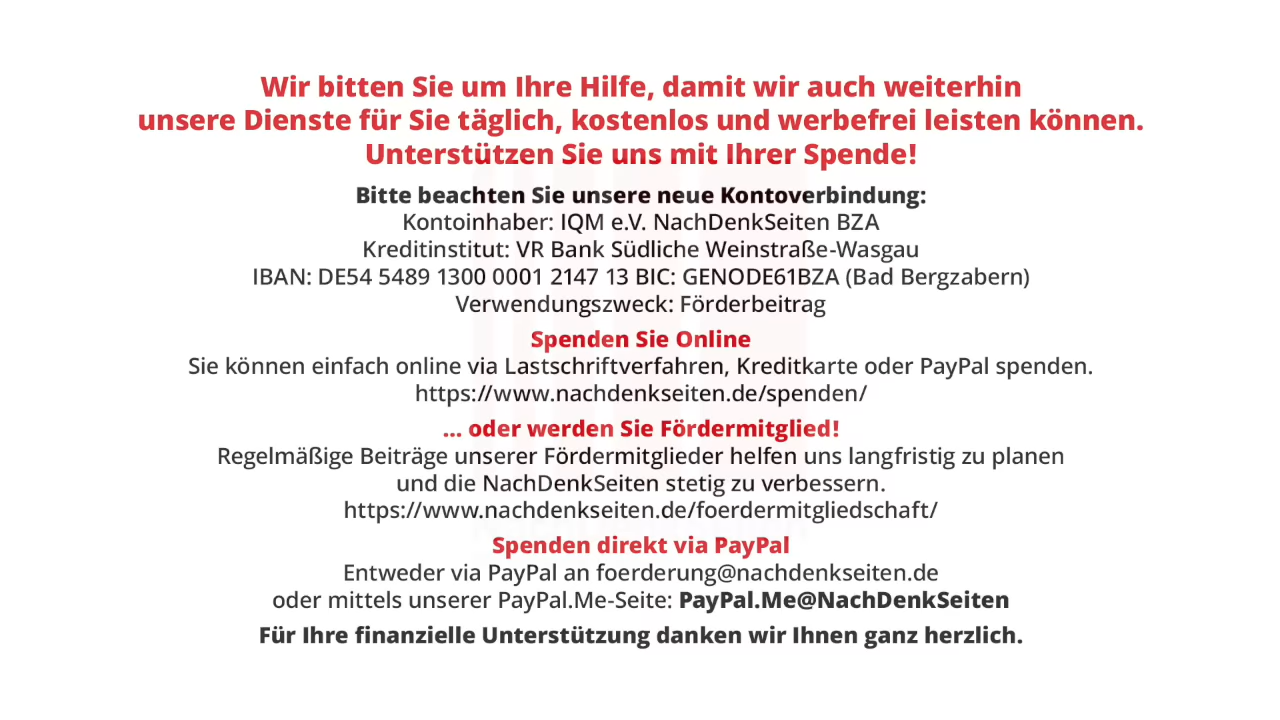 Wir bitten Sie um Ihre Hilfe, damit wir auch weiterhin
unsere Dienste für Sie täglich, kostenlos und werbefrei leisten können.
Unterstützen Sie uns mit Ihrer Spende!
Bitte beachten Sie unsere neue Kontoverbindung:
Kontoinhaber: IQM e.V. NachDenkSeiten BZA
Kreditinstitut: VR Bank Südliche Weinstraße-Wasgau
IBAN: DE54 5489 1300 0001 2147 13 BIC: GENODE61BZA (Bad Bergzabern)
Verwendungszweck: Förderbeitrag
Spenden Sie Online
Sie können einfach online via Lastschriftverfahren, Kreditkarte oder PayPal spenden.
https://www.nachdenkseiten.de/spenden/
... oder werden Sie Fördermitglied!
Regelmäßige Beiträge unserer Fördermitglieder helfen uns langfristig zu planen
und die NachDenkSeiten stetig zu verbessern.
https://www.nachdenkseiten.de/foerdermitgliedschaft/
Spenden direkt via PayPal
Entweder via PayPal an foerderung@nachdenkseiten.de
oder mittels unserer PayPal.Me-Seite: PayPal.Me@NachDenkSeiten
Für Ihre finanzielle Unterstützung danken wir Ihnen ganz herzlich.